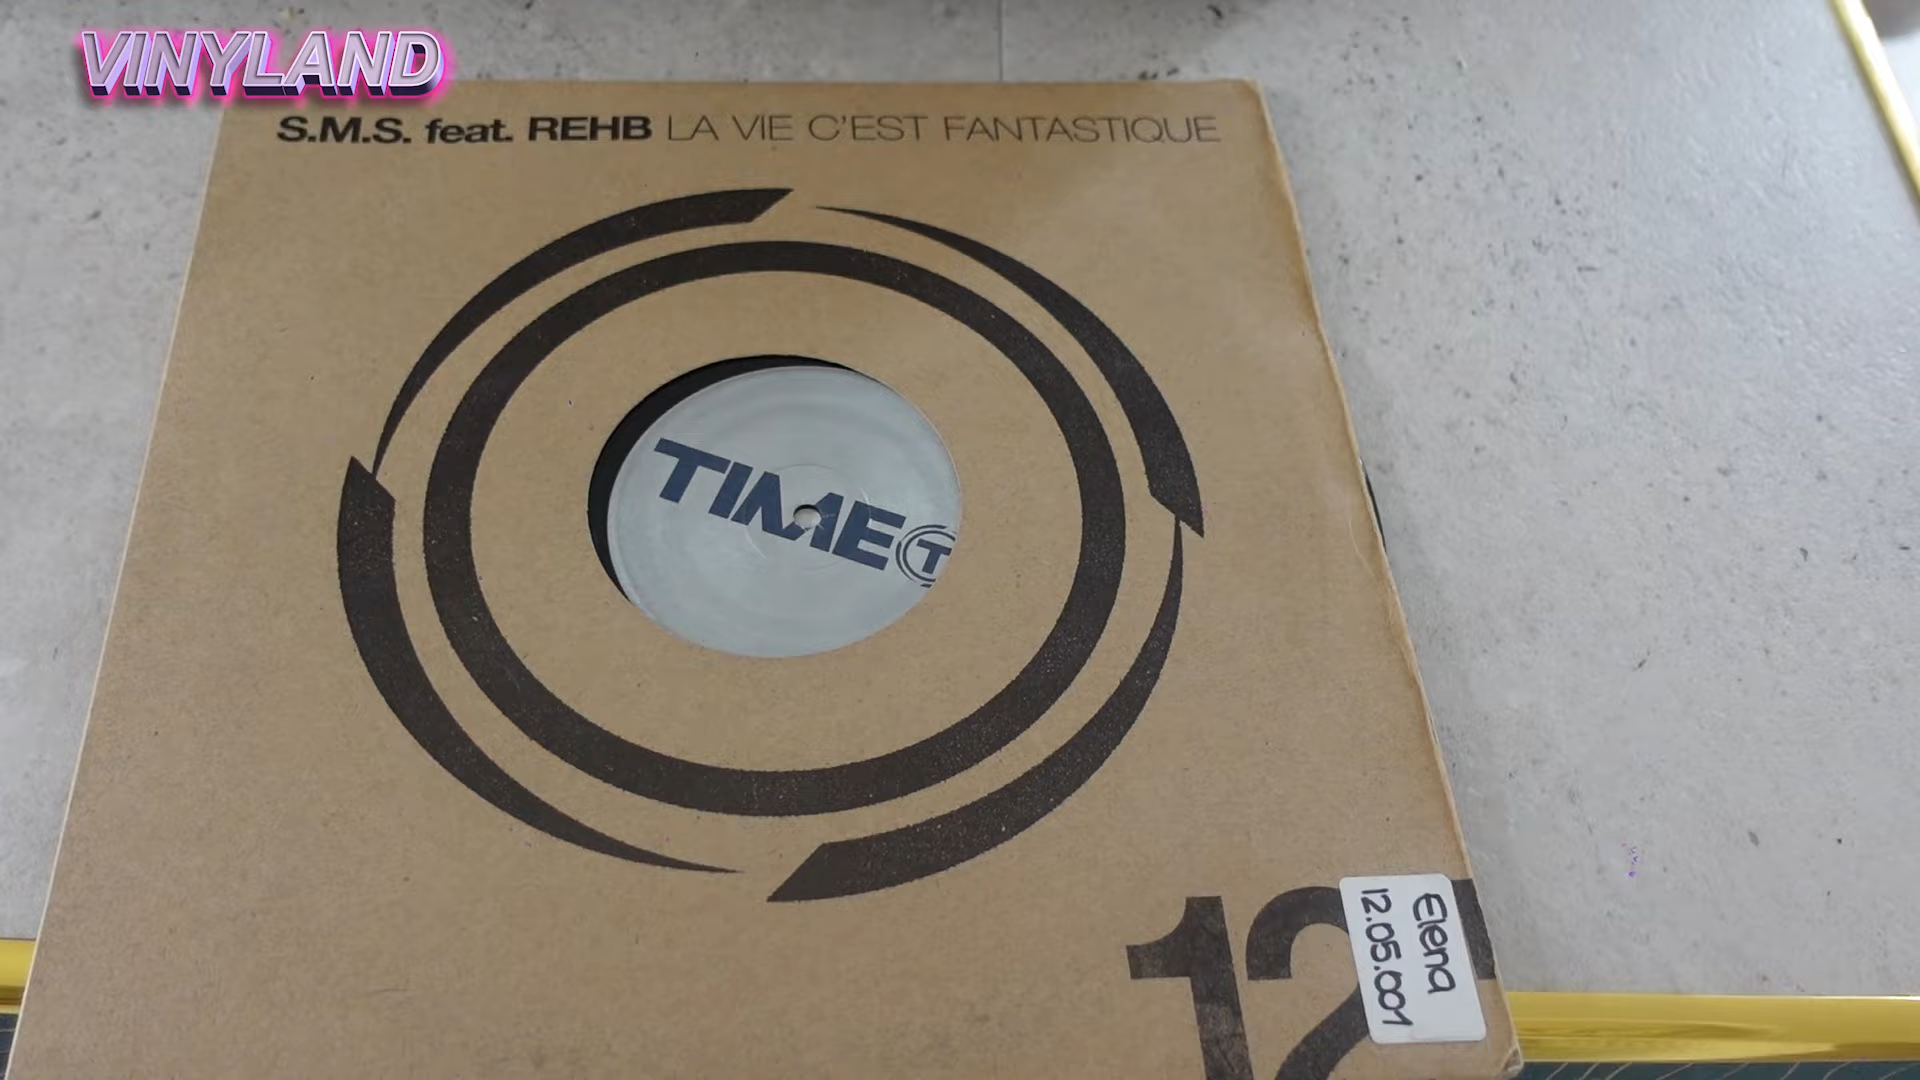 VINYLAND
S.M.S. feat. REHB LA VIE C'EST FANTASTIQUE
TIME T
12"
Elena
12.05.001